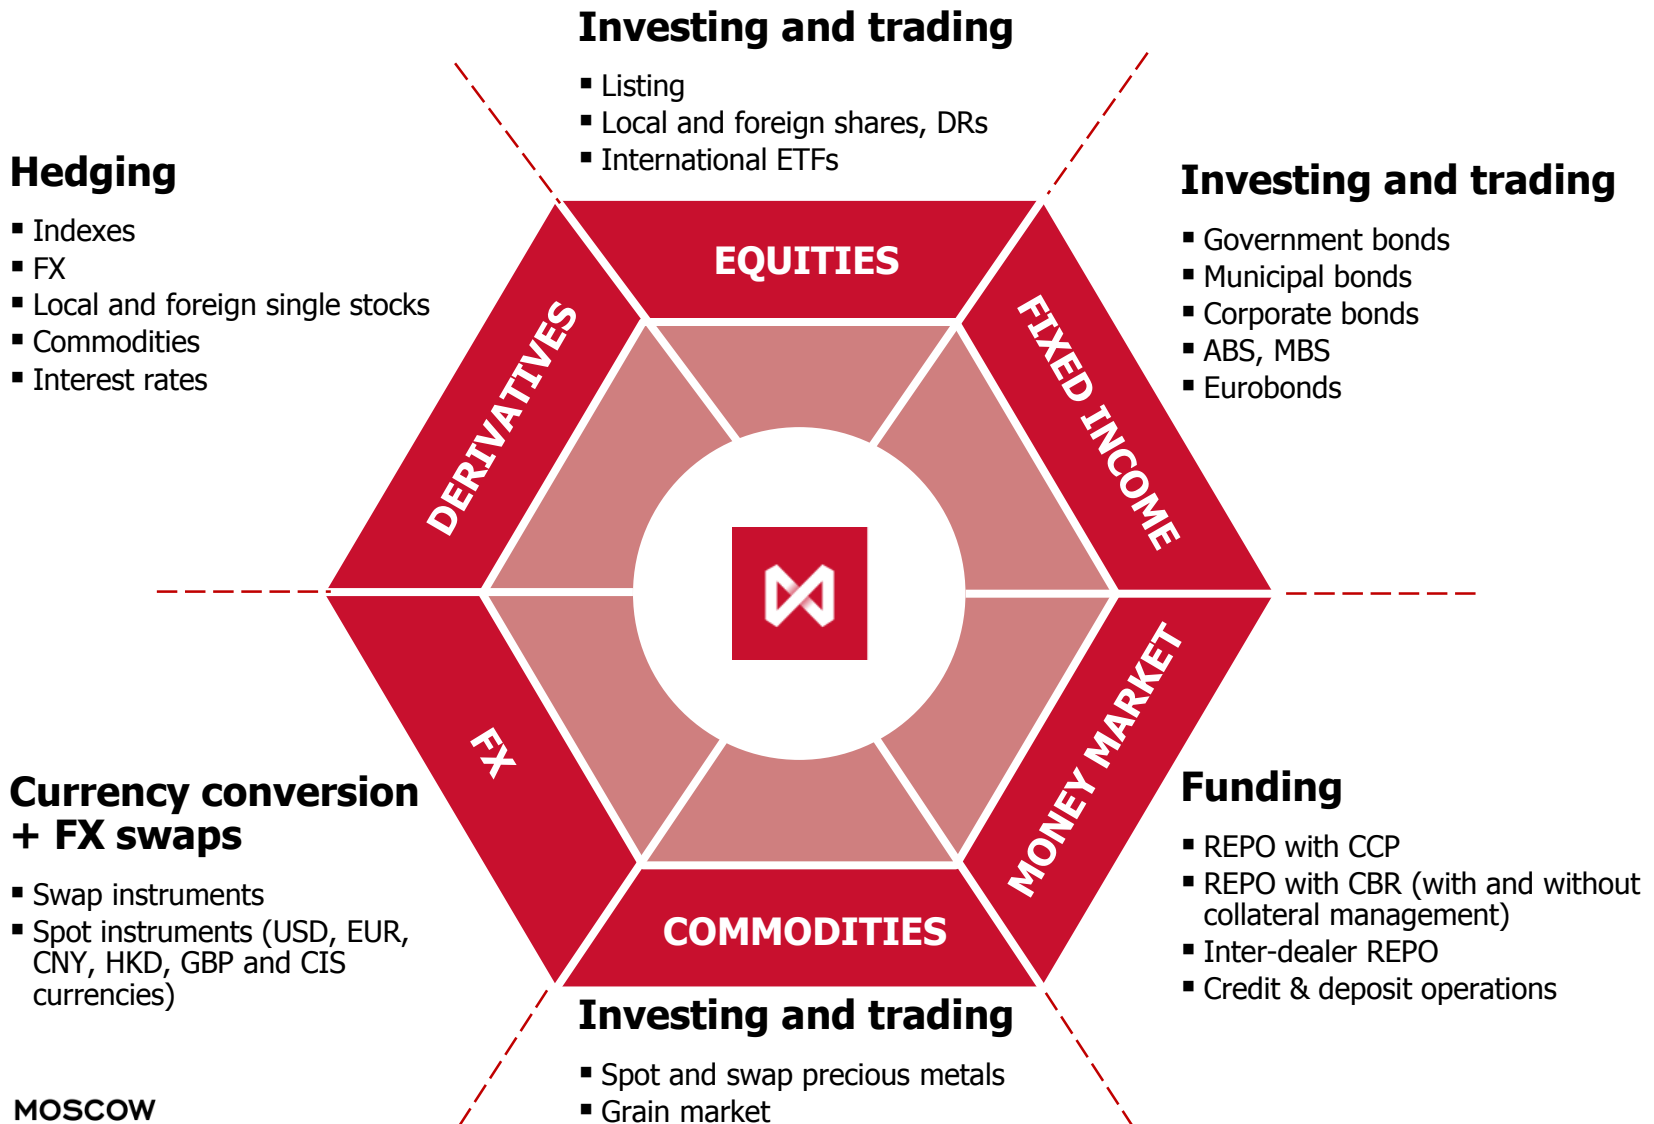 Investing and trading
▪ Listing
▪ Local and foreign shares, DRs
▪ International ETFs
Hedging
▪ Indexes
▪ FX
▪ Local and foreign single stocks
▪ Commodities
▪ Interest rates
Investing and trading
▪ Government bonds
▪ Municipal bonds
▪ Corporate bonds
▪ ABS, MBS
▪ Eurobonds
EQUITIES
DERIVATIVES
FIXED INCOME
FX
MONEY MARKET
COMMODITIES
Currency conversion
+ FX swaps
▪ Swap instruments
▪ Spot instruments (USD, EUR,
CNY, HKD, GBP and CIS
currencies)
Funding
▪ REPO with CCP
▪ REPO with CBR (with and without
collateral management)
▪ Inter-dealer REPO
▪ Credit & deposit operations
Investing and trading
▪ Spot and swap precious metals
▪ Grain market
MOSCOW